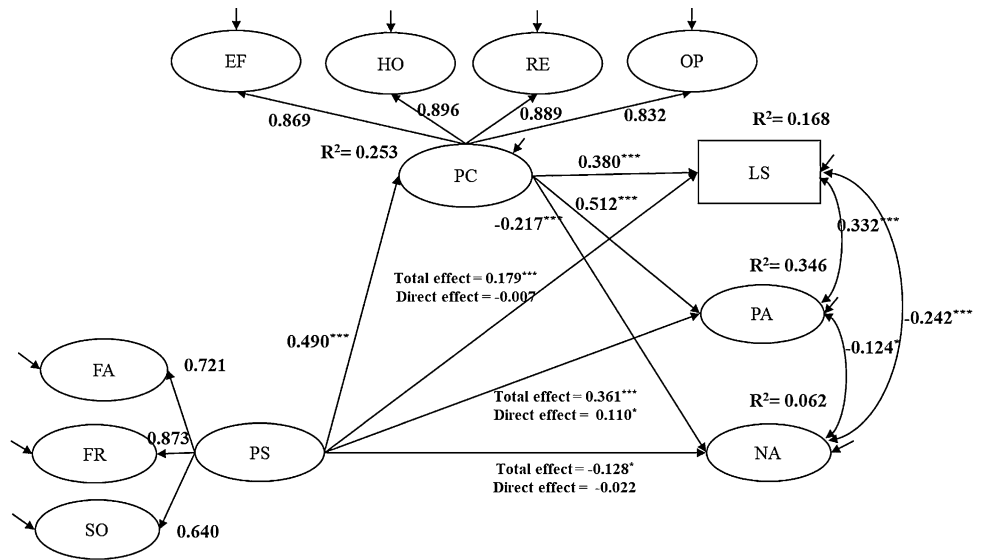 EF
HO
RE
OP
0.869
0.896
0.889
0.832
R²= 0.168
R²= 0.253
PC
0.380***
LS
0.512***
-0.217***
0.332***
R²= 0.346
Total effect = 0.179***
Direct effect = -0.007
PA
-0.242***
0.490***
-0.124*
FA
0.721
Total effect = 0.361***
Direct effect = 0.110*
R²= 0.062
0.873
FR
PS
NA
Total effect = -0.128*
Direct effect = -0.022
SO
0.640